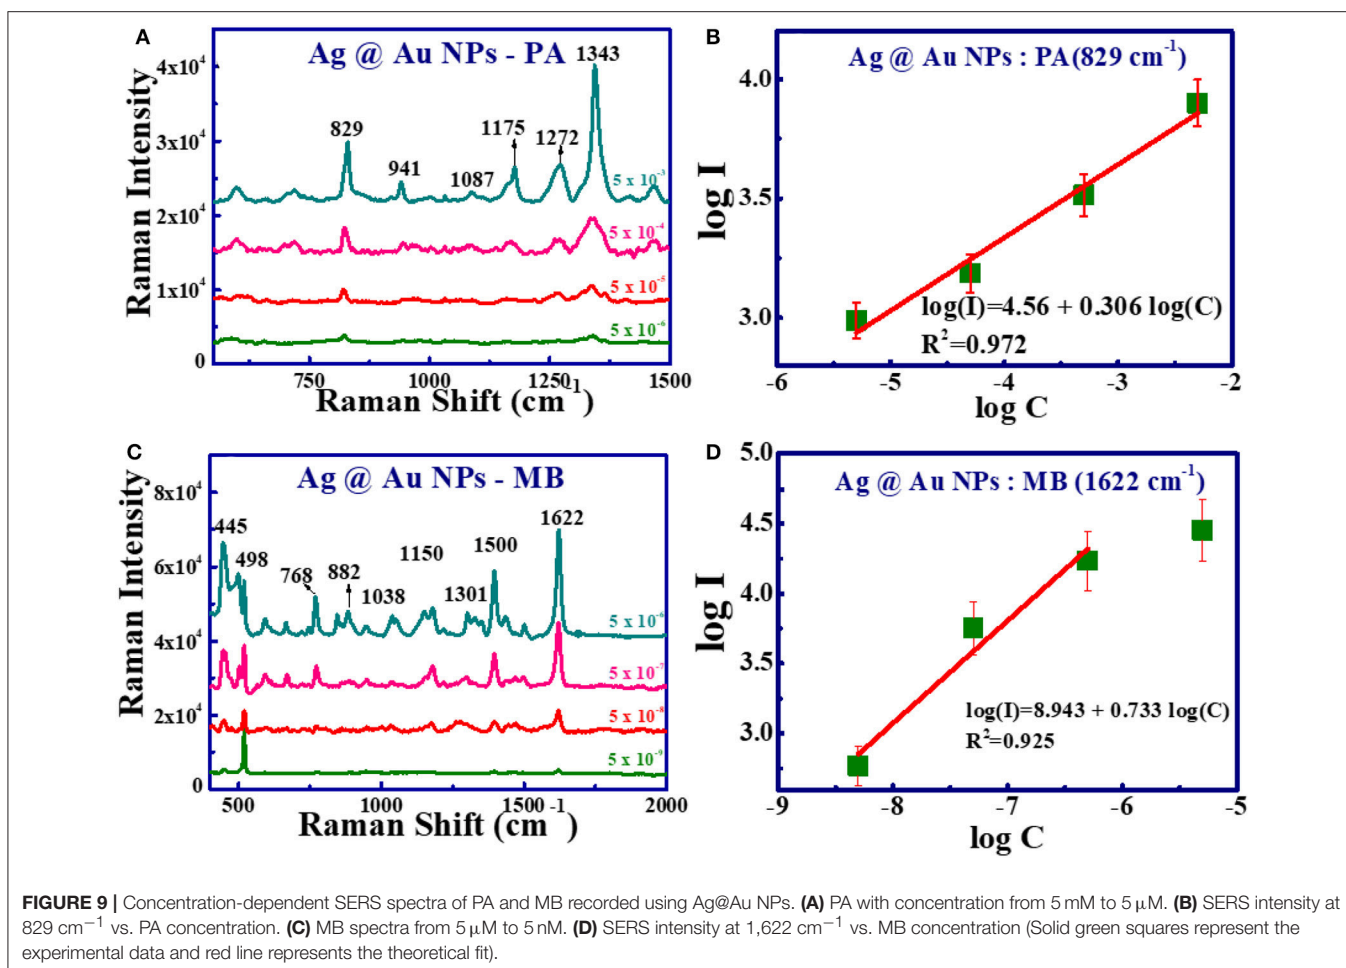 A
Ag @ Au NPs - PA
1343
829
941
1087
1175
1272
5 x 10⁻³
5 x 10⁻⁴
5 x 10⁻⁵
5 x 10⁻⁶
4x10⁴
3x10⁴
2x10⁴
1x10⁴
0
Raman Intensity
750
1000
1250
1500
Raman Shift (cm⁻¹)
B
Ag @ Au NPs : PA(829 cm⁻¹)
4.0
3.5
3.0
log I
log(I)=4.56 + 0.306 log(C)
R²=0.972
-6
-5
-4
-3
-2
log C
C
Ag @ Au NPs - MB
445
498
768
882
1038
1150
1301
1500
1622
5 x 10⁻⁶
5 x 10⁻⁷
5 x 10⁻⁸
5 x 10⁻⁹
8x10⁴
6x10⁴
4x10⁴
2x10⁴
0
Raman Intensity
500
1000
1500
2000
Raman Shift (cm⁻¹)
D
Ag @ Au NPs : MB (1622 cm⁻¹)
5.0
4.5
4.0
3.5
3.0
log I
log(I)=8.943 + 0.733 log(C)
R²=0.925
-9
-8
-7
-6
-5
log C
FIGURE 9 | Concentration-dependent SERS spectra of PA and MB recorded using Ag@Au NPs. (A) PA with concentration from 5 mM to 5 μM. (B) SERS intensity at
829 cm⁻¹ vs. PA concentration. (C) MB spectra from 5 μM to 5 nM. (D) SERS intensity at 1,622 cm⁻¹ vs. MB concentration (Solid green squares represent the
experimental data and red line represents the theoretical fit).